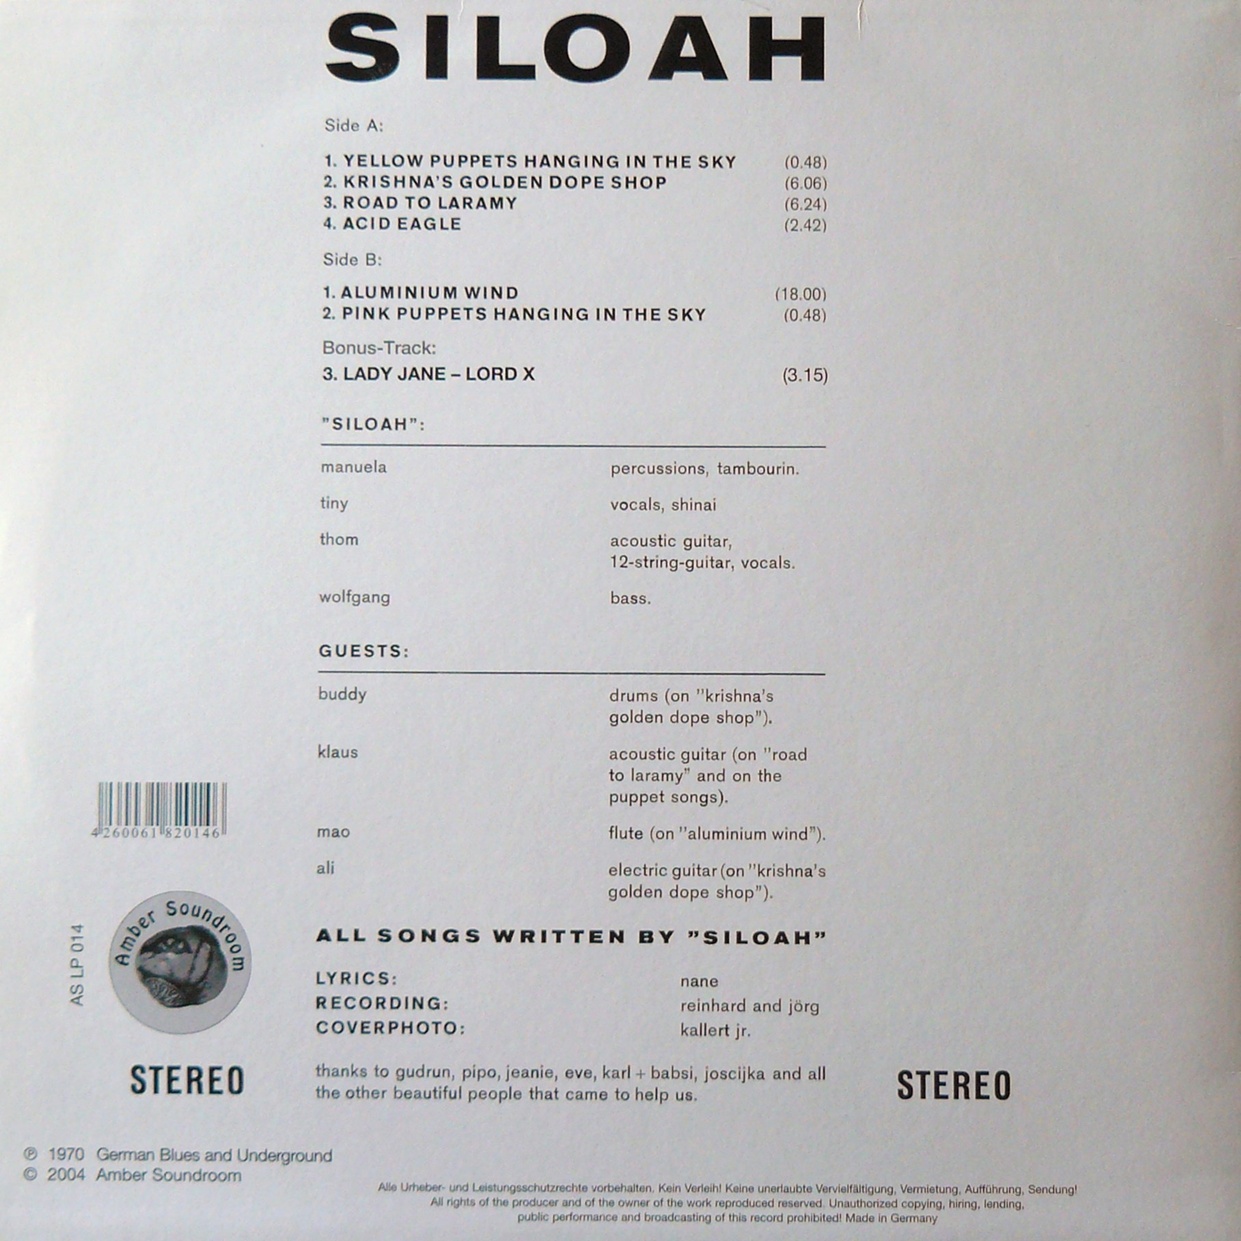 SILOAH
Side A:
1. YELLOW PUPPETS HANGING IN THE SKY (0.48)
2. KRISHNA'S GOLDEN DOPE SHOP (6.06)
3. ROAD TO LARAMY (6.24)
4. ACID EAGLE (2.42)
Side B:
1. ALUMINIUM WIND (18.00)
2. PINK PUPPETS HANGING IN THE SKY (0.48)
Bonus-Track:
3. LADY JANE – LORD X (3.15)
"SILOAH":
manuela percussions, tambourin.
tiny vocals, shinai
thom acoustic guitar,
12-string-guitar, vocals.
wolfgang bass.
GUESTS:
buddy drums (on "krishna's
golden dope shop").
klaus acoustic guitar (on "road
to laramy" and on the
puppet songs).
mao flute (on "aluminium wind").
ali electric guitar (on "krishna's
golden dope shop").
ALL SONGS WRITTEN BY "SILOAH"
LYRICS: nane
RECORDING: reinhard and jörg
COVERPHOTO: kallert jr.
thanks to gudrun, pipo, jeanie, eve, karl + babsi, joscijka and all
the other beautiful people that came to help us.
4 260061 820146
Amber Soundroom
AS LP 014
STEREO
STEREO
℗ 1970 German Blues and Underground
© 2004 Amber Soundroom
Alle Urheber- und Leistungsschutzrechte vorbehalten. Kein Verleih! Keine unerlaubte Vervielfältigung, Vermietung, Aufführung, Sendung!
All rights of the producer and of the owner of the work reproduced reserved. Unauthorized copying, hiring, lending,
public performance and broadcasting of this record prohibited! Made in Germany